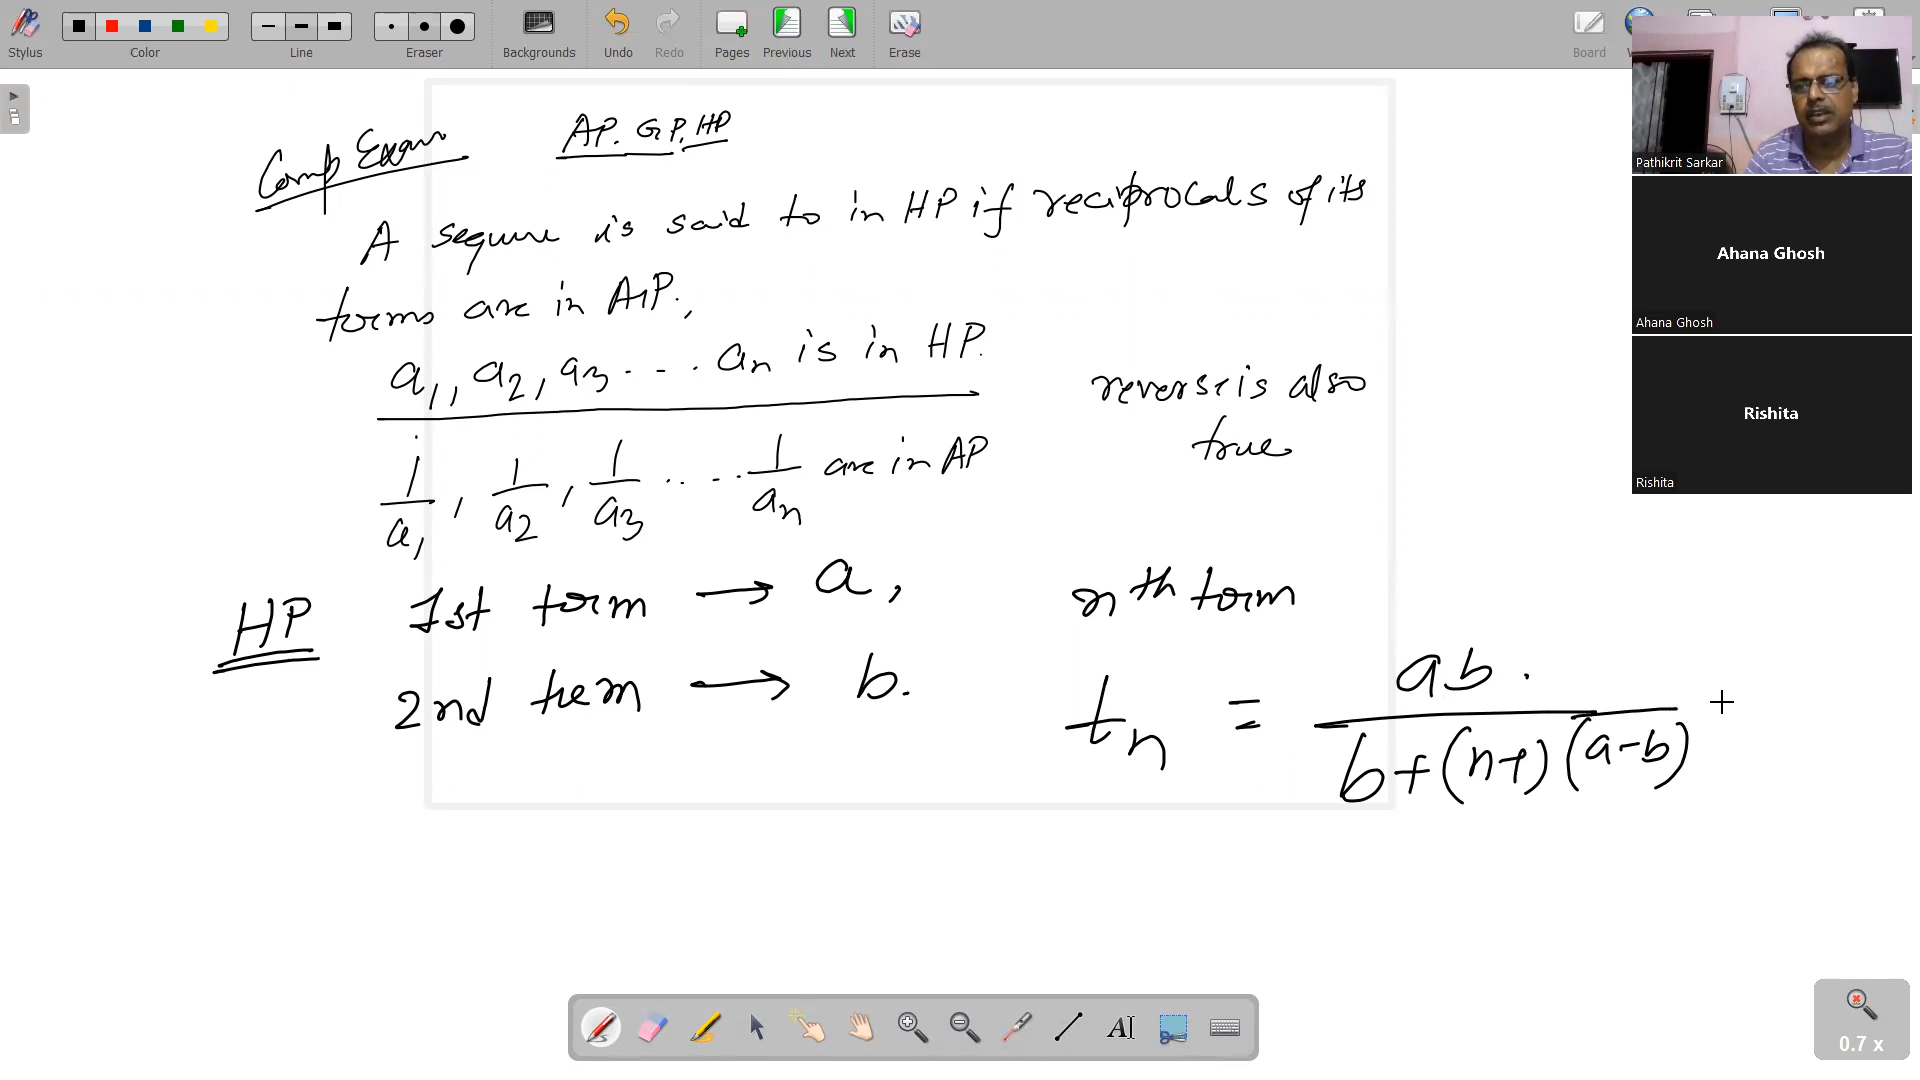 Stylus
Color
Line
Eraser
Backgrounds
Undo
Redo
Pages
Previous
Next
Erase
Board
Comp Exam
AP. GP, HP
A sequence is said to in HP if reciprocals of its
terms are in AP.,
a₁, a₂, a₃ ... aₙ is in HP.
1/a₁, 1/a₂, 1/a₃ ..... 1/aₙ are in AP
reverse is also
true
HP
1st term → a,
2nd term → b.
nth term
tₙ = ab. / b+(n-1)(a-b)
Pathikrit Sarkar
Ahana Ghosh
Ahana Ghosh
Rishita
Rishita
AI
0.7 x